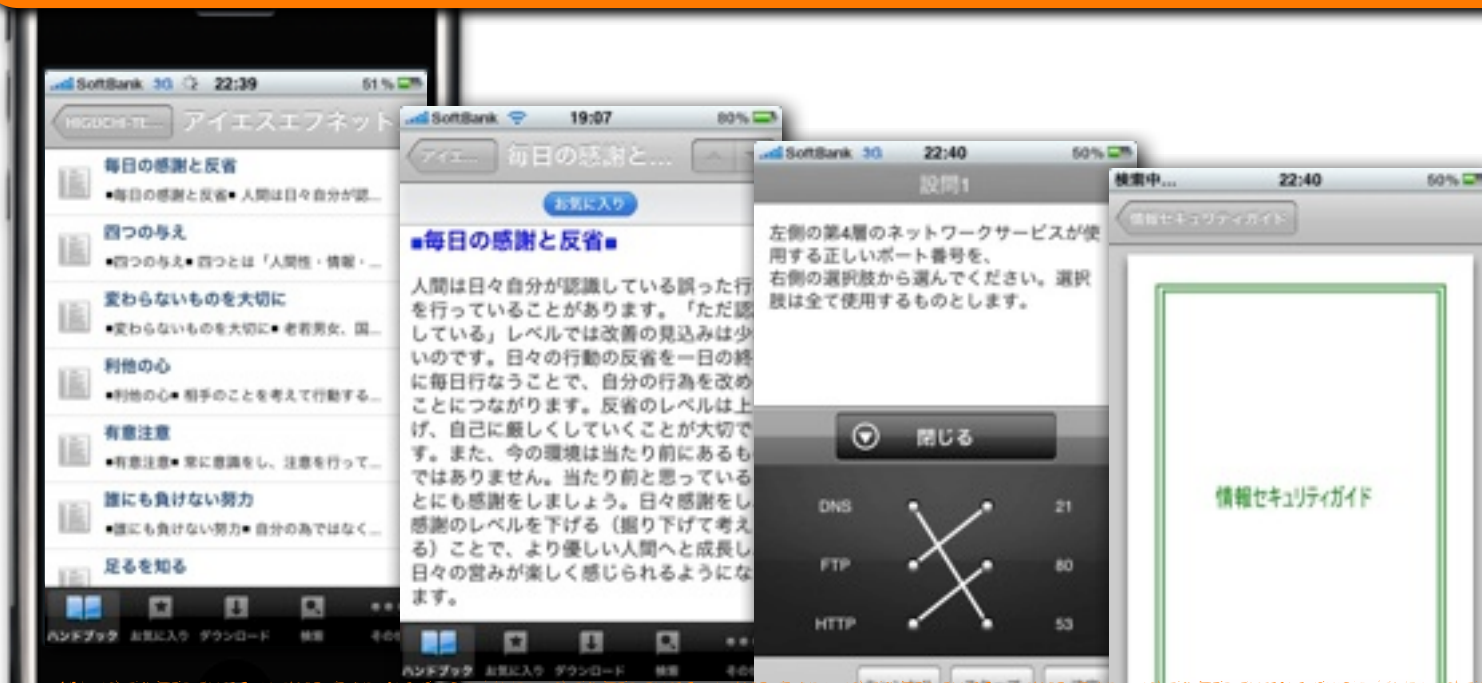 SoftBank 3G 22:39 51%
HIGUCHI-TE... アイエスエフネット
毎日の感謝と反省
■毎日の感謝と反省■ 人間は日々自分が認...
四つの与え
■四つの与え■ 四つとは「人間性・情報・...
変わらないものを大切に
■変わらないものを大切に■ 老若男女、国...
利他の心
■利他の心■ 相手のことを考えて行動する...
有意注意
■有意注意■ 常に意識をし、注意を行って...
誰にも負けない努力
■誰にも負けない努力■ 自分の為ではなく...
足るを知る
ハンドブック お気に入り ダウンロード 検索
SoftBank 19:07 80%
アイエ... 毎日の感謝と...
お気に入り
■毎日の感謝と反省■
人間は日々自分が認識している誤った行
を行っていることがあります。「ただ認
している」レベルでは改善の見込みは少
いのです。日々の行動の反省を一日の終
に毎日行なうことで、自分の行為を改め
ことにつながります。反省のレベルは上
げ、自己に厳しくしていくことが大切で
す。また、今の環境は当たり前にあるも
ではありません。当たり前と思っている
とにも感謝をしましょう。日々感謝をし
感謝のレベルを下げる（掘り下げて考え
る）ことで、より優しい人間へと成長し
日々の営みが楽しく感じられるようにな
ます。
ハンドブック お気に入り ダウンロード 検索
SoftBank 3G 22:40 50%
設問1
左側の第4層のネットワークサービスが使
用する正しいポート番号を、
右側の選択肢から選んでください。選択
肢は全て使用するものとします。
閉じる
DNS 21
FTP 80
HTTP 53
検索中... 22:40 50%
情報セキュリティガイド
情報セキュリティガイド